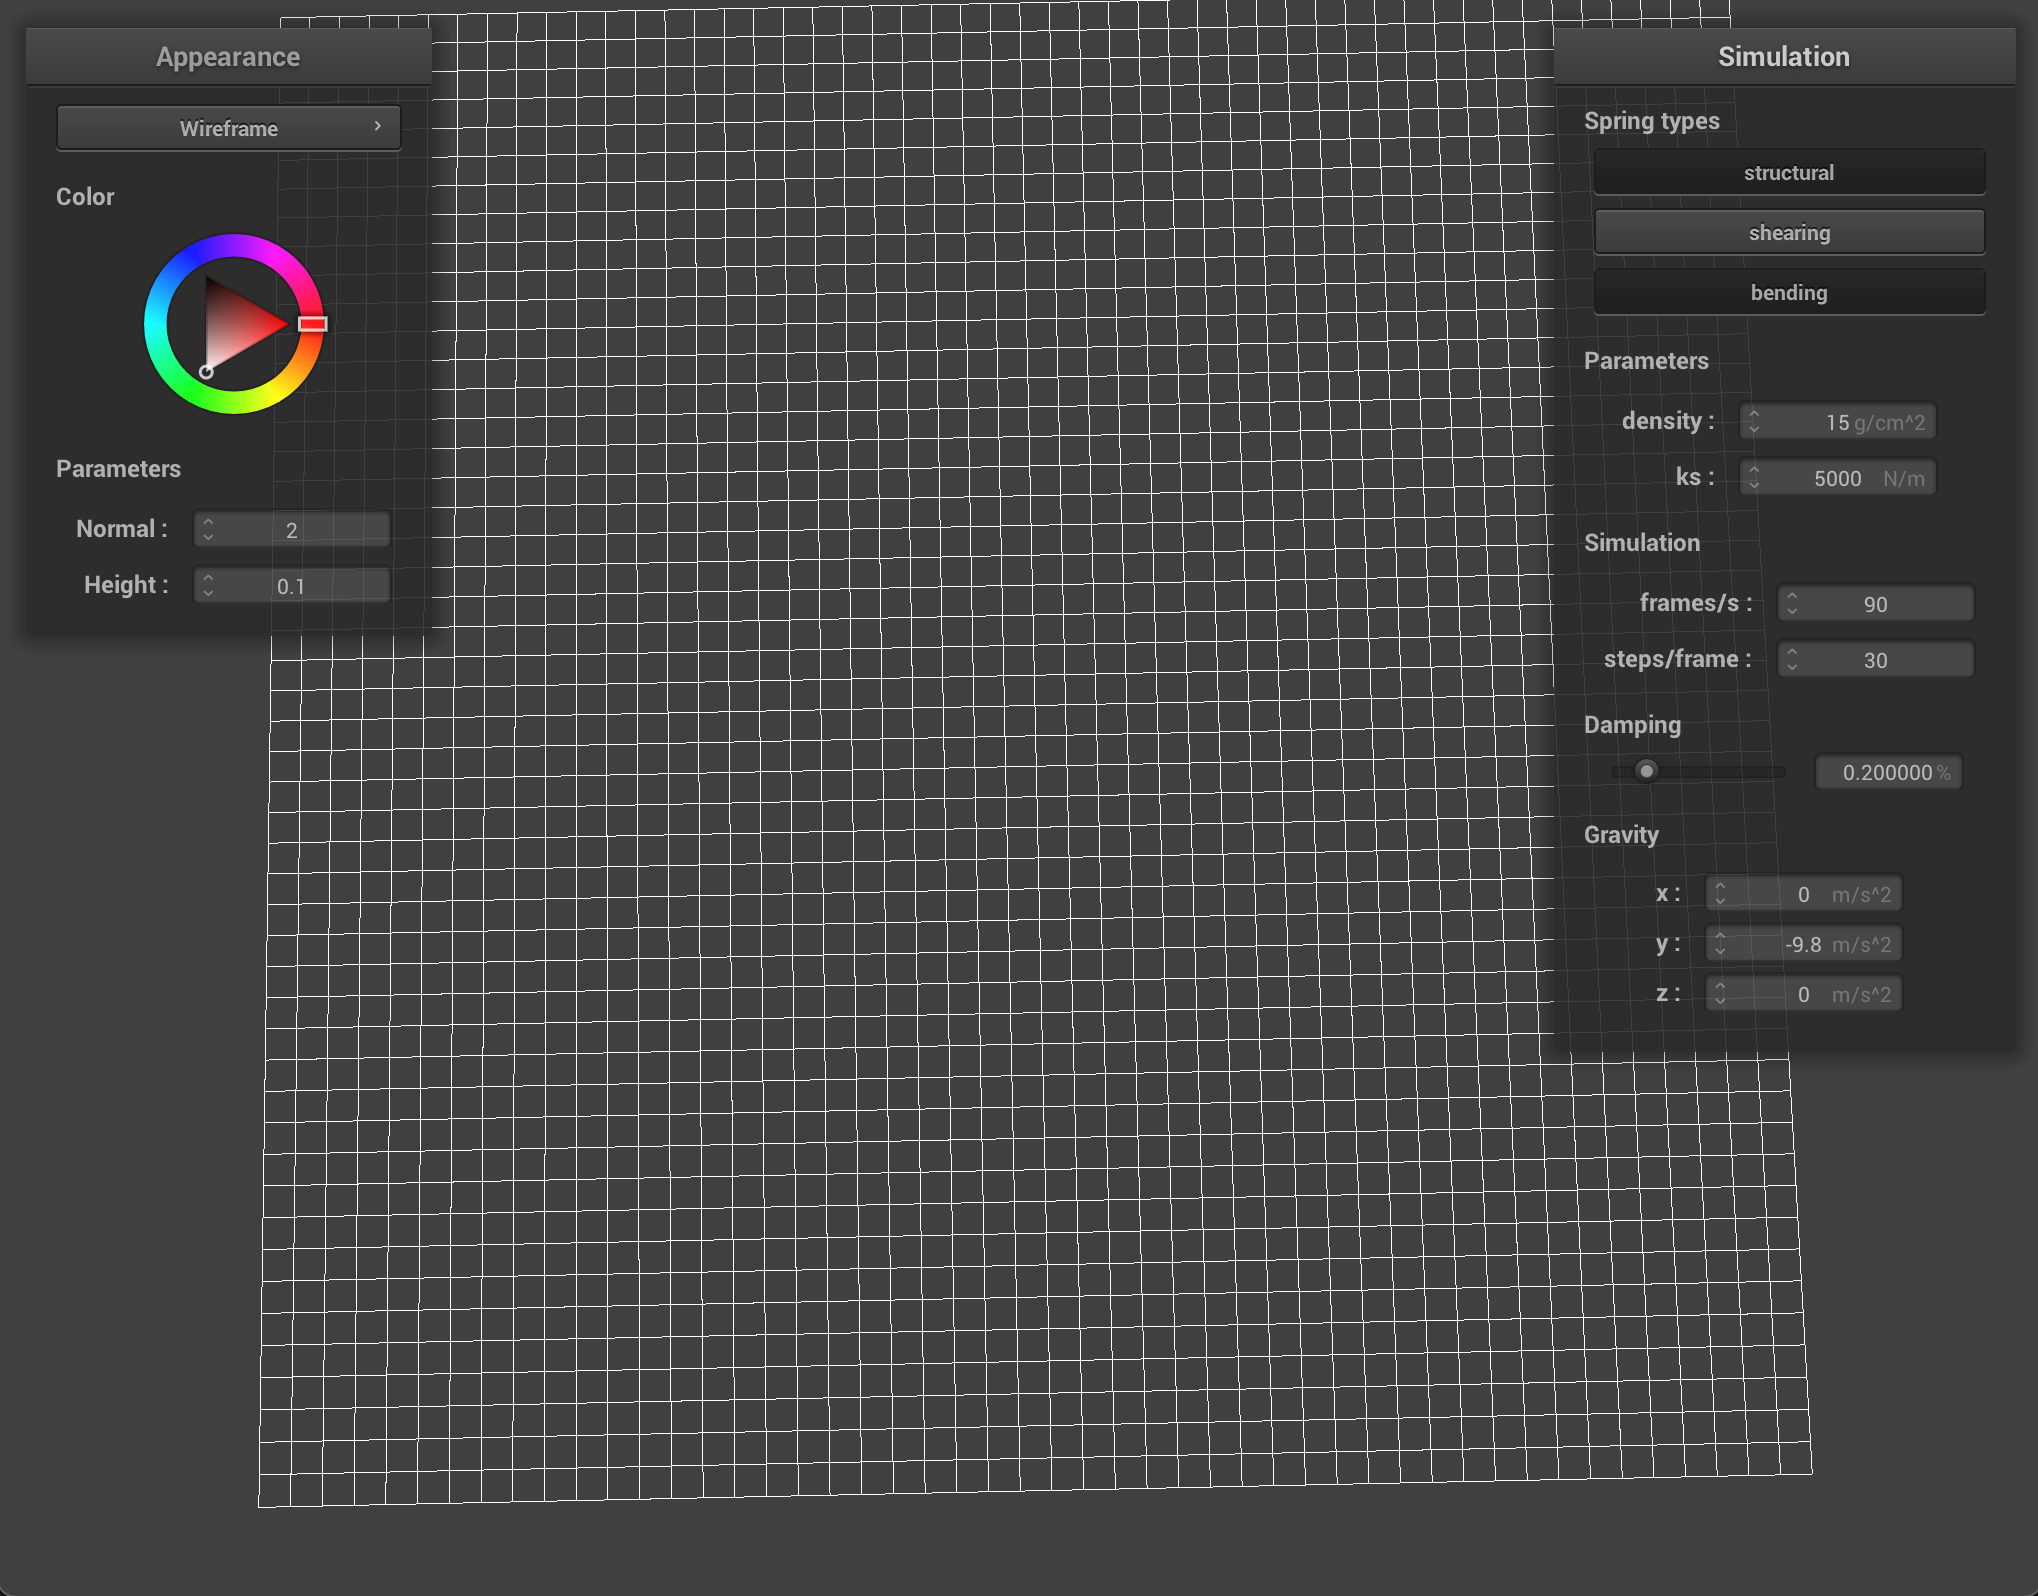 Appearance
Wireframe
Color
Parameters
Normal : 2
Height : 0.1
Simulation
Spring types
structural
shearing
bending
Parameters
density : 15 g/cm^2
ks : 5000 N/m
Simulation
frames/s : 90
steps/frame : 30
Damping
0.200000 %
Gravity
x : 0 m/s^2
y : -9.8 m/s^2
z : 0 m/s^2